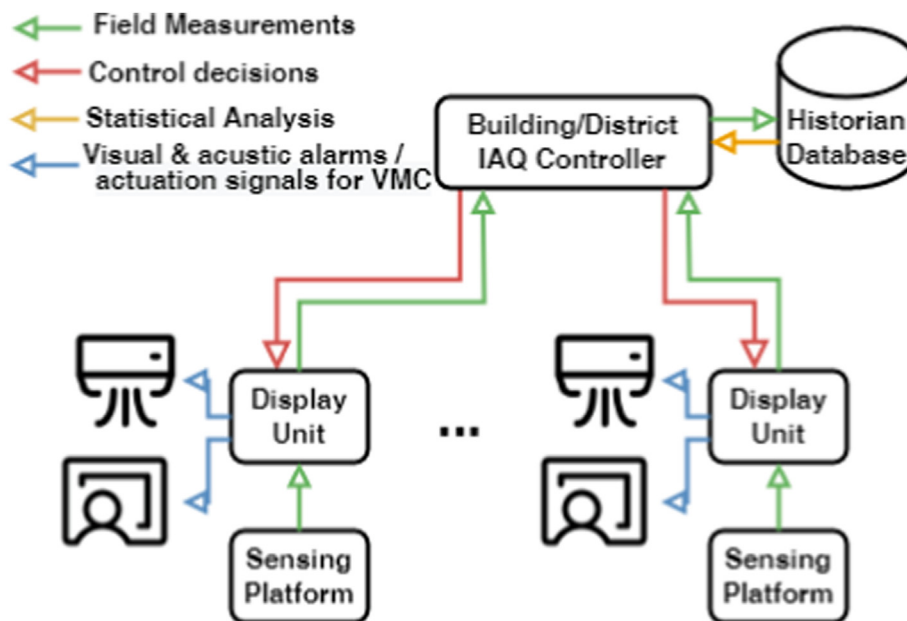 Field Measurements
Control decisions
Statistical Analysis
Visual & acustic alarms /
actuation signals for VMC
Building/District
IAQ Controller
Historian
Database
Display
Unit
...
Display
Unit
Sensing
Platform
Sensing
Platform